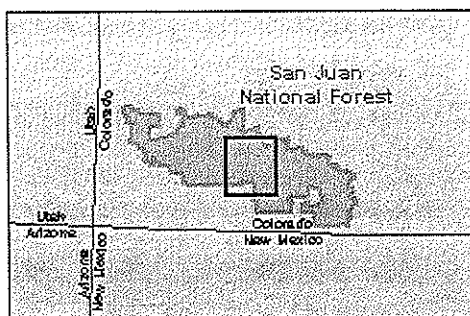 San Juan
National Forest
Utah
Colorado
Utah
Arizona
Colorado
New Mexico
Arizona
New Mexico